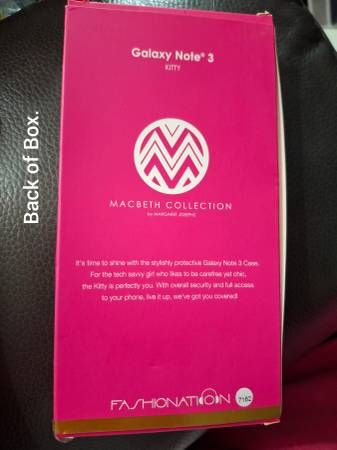 Back of Box.
Galaxy Note® 3
KITTY
MACBETH COLLECTION
by MARGARET JOSEPHS
It's time to shine with the stylishly protective Galaxy Note 3 Case.
For the tech savvy girl who likes to be carefree yet chic,
the Kitty is perfectly you. With overall security and full access
to your phone, live it up, we've got you covered!
FASHIONATION
7162